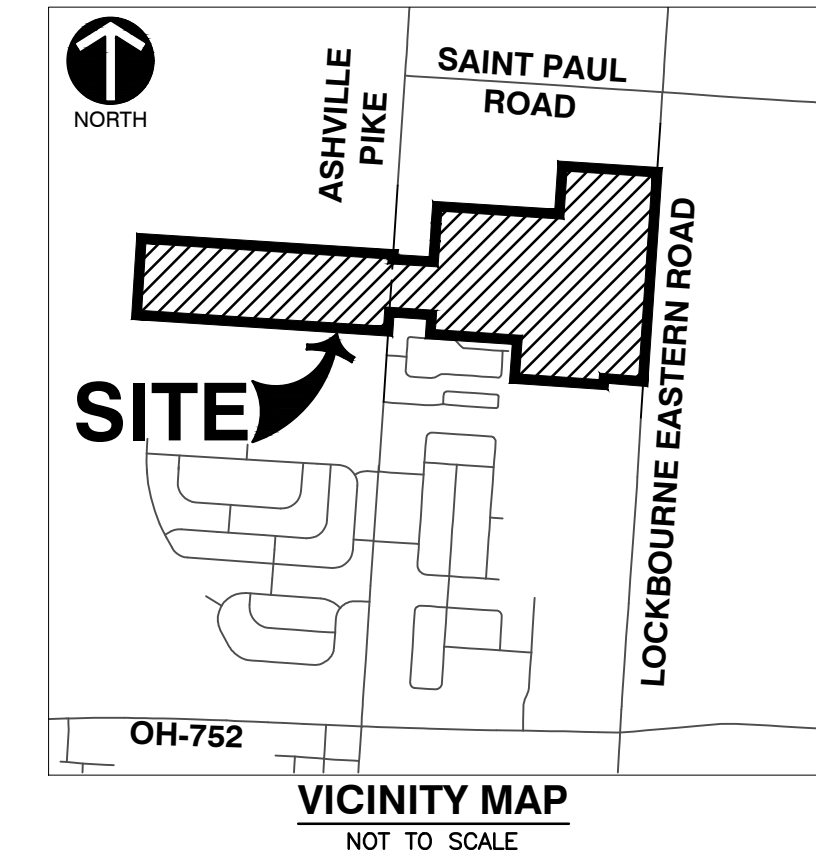 NORTH
ASHVILLE
PIKE
SAINT PAUL
ROAD
LOCKBOURNE EASTERN ROAD
SITE
OH-752
VICINITY MAP
NOT TO SCALE